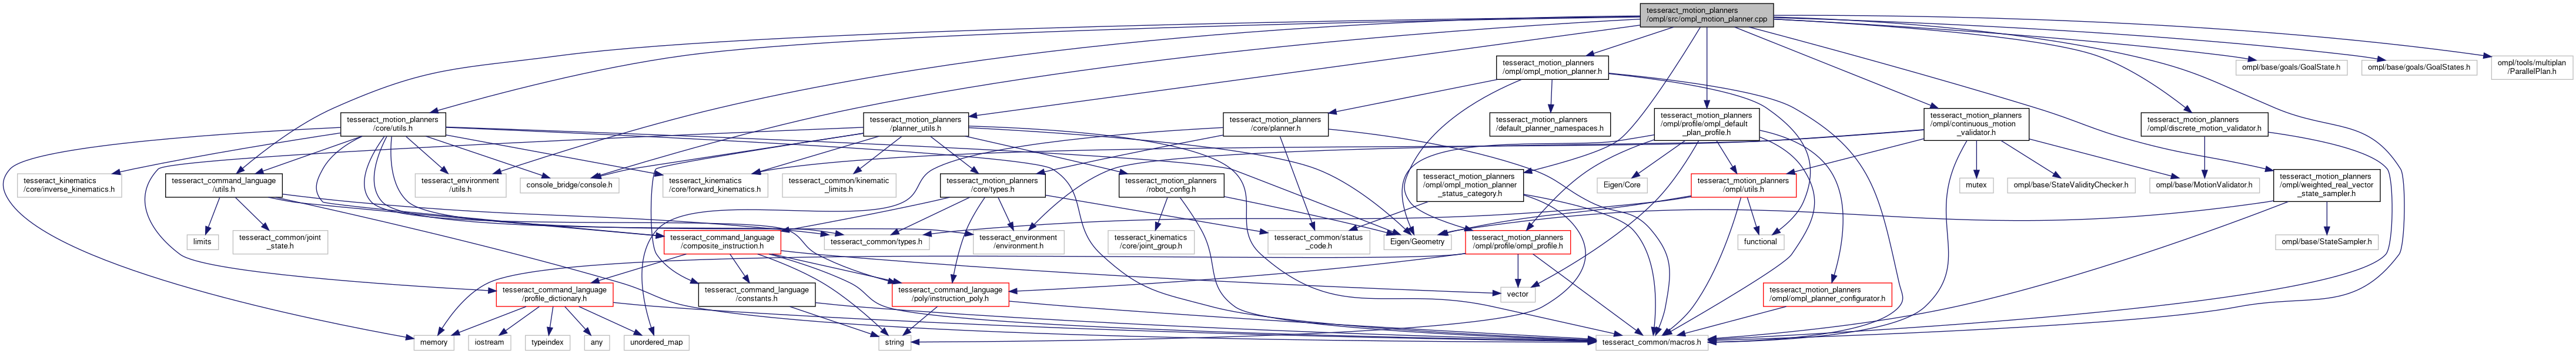 tesseract_motion_planners
/ompl/src/ompl_motion_planner.cpp
tesseract_motion_planners
/ompl/ompl_motion_planner.h
ompl/base/goals/GoalState.h
ompl/base/goals/GoalStates.h
ompl/tools/multiplan
/ParallelPlan.h
tesseract_motion_planners
/core/utils.h
tesseract_motion_planners
/planner_utils.h
tesseract_motion_planners
/core/planner.h
tesseract_motion_planners
/default_planner_namespaces.h
tesseract_motion_planners
/ompl/profile/ompl_default
_plan_profile.h
tesseract_motion_planners
/ompl/continuous_motion
_validator.h
tesseract_motion_planners
/ompl/discrete_motion_validator.h
tesseract_kinematics
/core/inverse_kinematics.h
tesseract_command_language
/utils.h
tesseract_environment
/utils.h
console_bridge/console.h
tesseract_kinematics
/core/forward_kinematics.h
tesseract_common/kinematic
_limits.h
tesseract_motion_planners
/core/types.h
tesseract_motion_planners
/robot_config.h
tesseract_motion_planners
/ompl/ompl_motion_planner
_status_category.h
Eigen/Core
tesseract_motion_planners
/ompl/utils.h
mutex
ompl/base/StateValidityChecker.h
ompl/base/MotionValidator.h
tesseract_motion_planners
/ompl/weighted_real_vector
_state_sampler.h
limits
tesseract_common/joint
_state.h
tesseract_command_language
/composite_instruction.h
tesseract_common/types.h
tesseract_environment
/environment.h
tesseract_kinematics
/core/joint_group.h
tesseract_common/status
_code.h
Eigen/Geometry
tesseract_motion_planners
/ompl/profile/ompl_profile.h
functional
ompl/base/StateSampler.h
tesseract_command_language
/profile_dictionary.h
tesseract_command_language
/constants.h
tesseract_command_language
/poly/instruction_poly.h
vector
tesseract_motion_planners
/ompl/ompl_planner_configurator.h
memory
iostream
typeindex
any
unordered_map
string
tesseract_common/macros.h